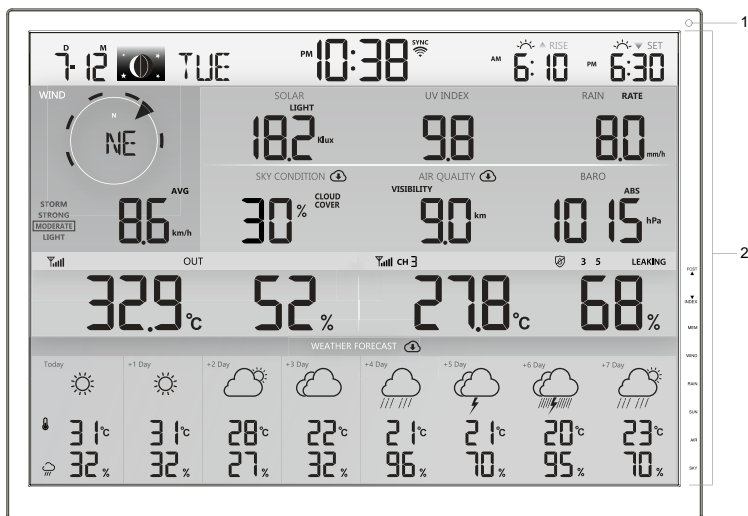 1
D M
7-12 TUE PM 10:38 SYNC AM ▲ RISE 6:10 PM ▼ SET 6:30
WIND SOLAR UV INDEX RAIN RATE
N LIGHT
NE 18.2 Klux 9.8 8.0 mm/h
SKY CONDITION AIR QUALITY BARO
AVG CLOUD COVER VISIBILITY ABS
STORM
STRONG
MODERATE
LIGHT
8.6 km/h 30 % 9.0 km 1015 hPa
2
OUT CH 3 3 5 LEAKING
32.9 °C 52 % 27.8 °C 68 %
WEATHER FORECAST
Today +1 Day +2 Day +3 Day +4 Day +5 Day +6 Day +7 Day
31°C 31°C 28°C 22°C 21°C 21°C 20°C 23°C
32% 32% 27% 32% 96% 70% 95% 70%
FCST
▲
▼
INDEX
MEM
WIND
RAIN
SUN
AIR
SKY